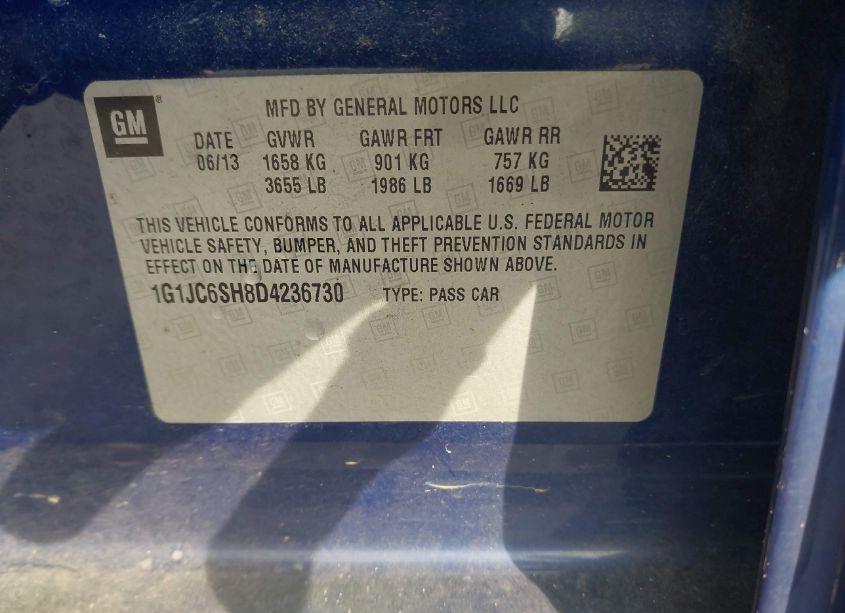 GM
MFD BY GENERAL MOTORS LLC
DATE GVWR GAWR FRT GAWR RR
06/13 1658 KG 901 KG 757 KG
3655 LB 1986 LB 1669 LB
THIS VEHICLE CONFORMS TO ALL APPLICABLE U.S. FEDERAL MOTOR
VEHICLE SAFETY, BUMPER, AND THEFT PREVENTION STANDARDS IN
EFFECT ON THE DATE OF MANUFACTURE SHOWN ABOVE.
1G1JC6SH8D4236730 TYPE: PASS CAR